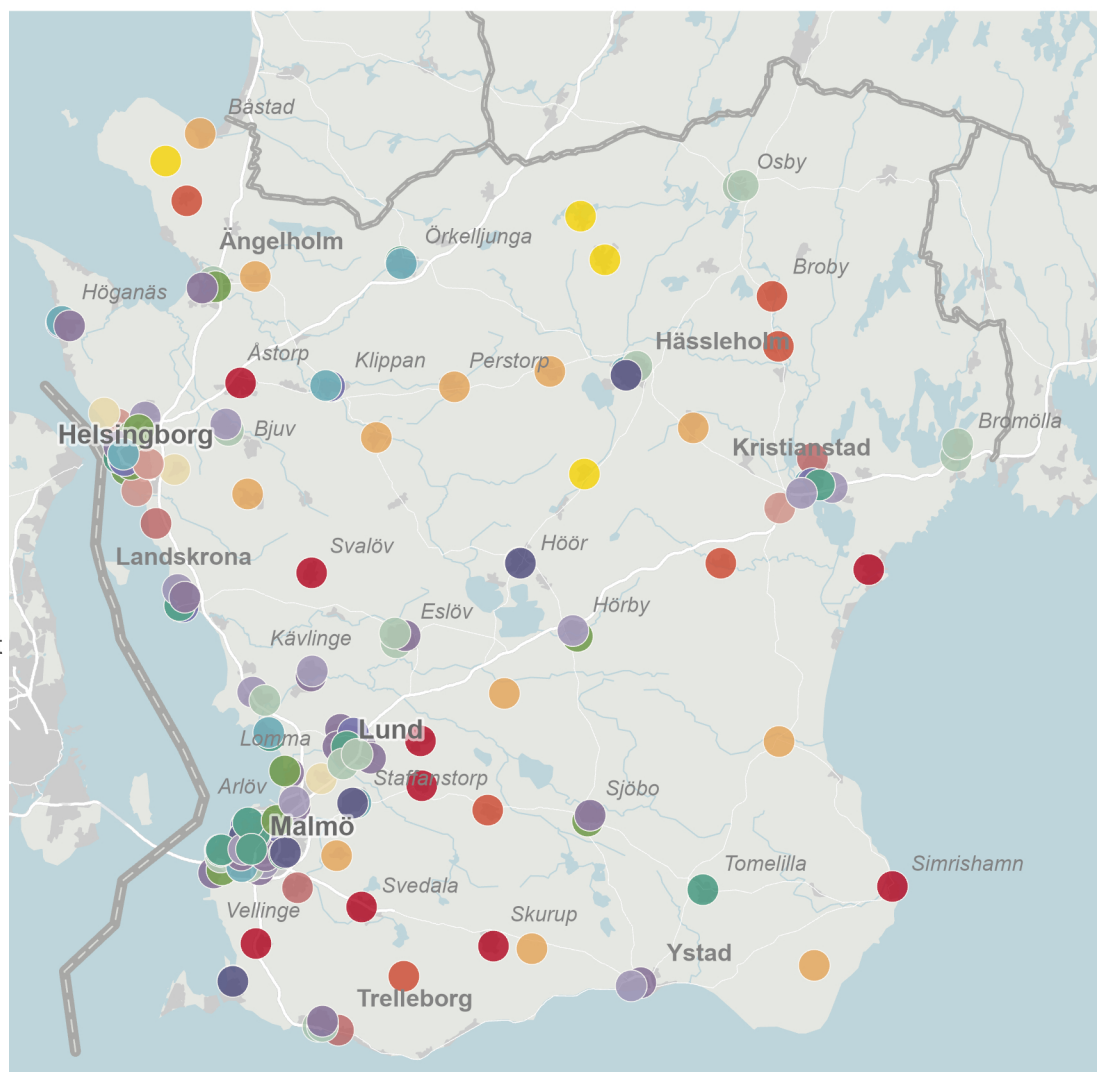 Båstad
Osby
Ängelholm
Örkelljunga
Broby
Höganäs
Hässleholm
Åstorp
Klippan
Perstorp
Bjuv
Helsingborg
Bromölla
Kristianstad
Svalöv
Höör
Landskrona
Hörby
Eslöv
Kävlinge
:
Lund
Lomma
Staffanstorp
Arlöv
Sjöbo
Malmö
Tomelilla
Simrishamn
Svedala
Vellinge
Skurup
Ystad
Trelleborg